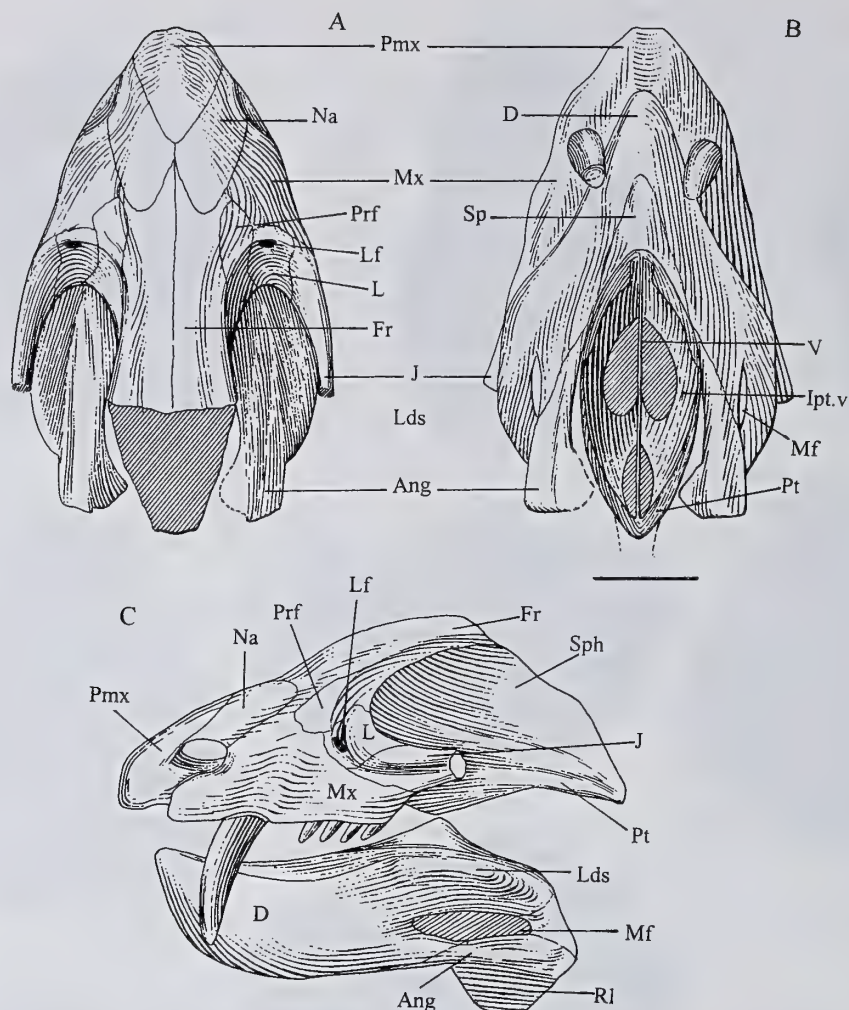 A
B
Pmx
D
Na
Mx
Sp
Prf
Lf
L
Fr
V
J
Ipt.v
Lds
Mf
Ang
Pt
C
Lf
Prf
Fr
Na
Sph
Pmx
L
J
Mx
Pt
Lds
D
Mf
Ang
Rl